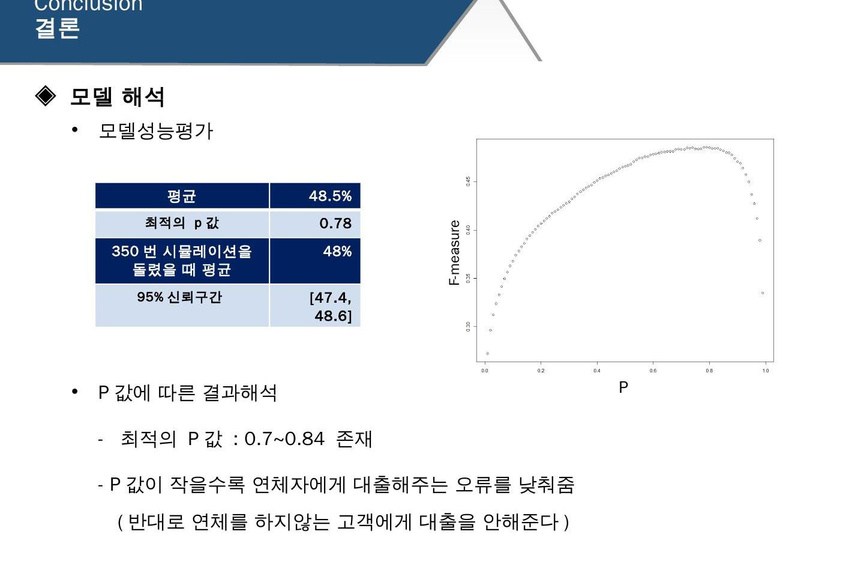 Conclusion
결론
모델 해석
• 모델성능평가
평균 48.5%
최적의 p 값 0.78
350 번 시뮬레이션을 48%
돌렸을 때 평균
95% 신뢰구간 [47.4,
48.6]
F-measure
0.45
0.40
0.35
0.30
0.0 0.2 0.4 0.6 0.8 1.0
P
• P 값에 따른 결과해석
- 최적의 P 값 : 0.7~0.84 존재
- P 값이 작을수록 연체자에게 대출해주는 오류를 낮춰줌
( 반대로 연체를 하지않는 고객에게 대출을 안해준다 )